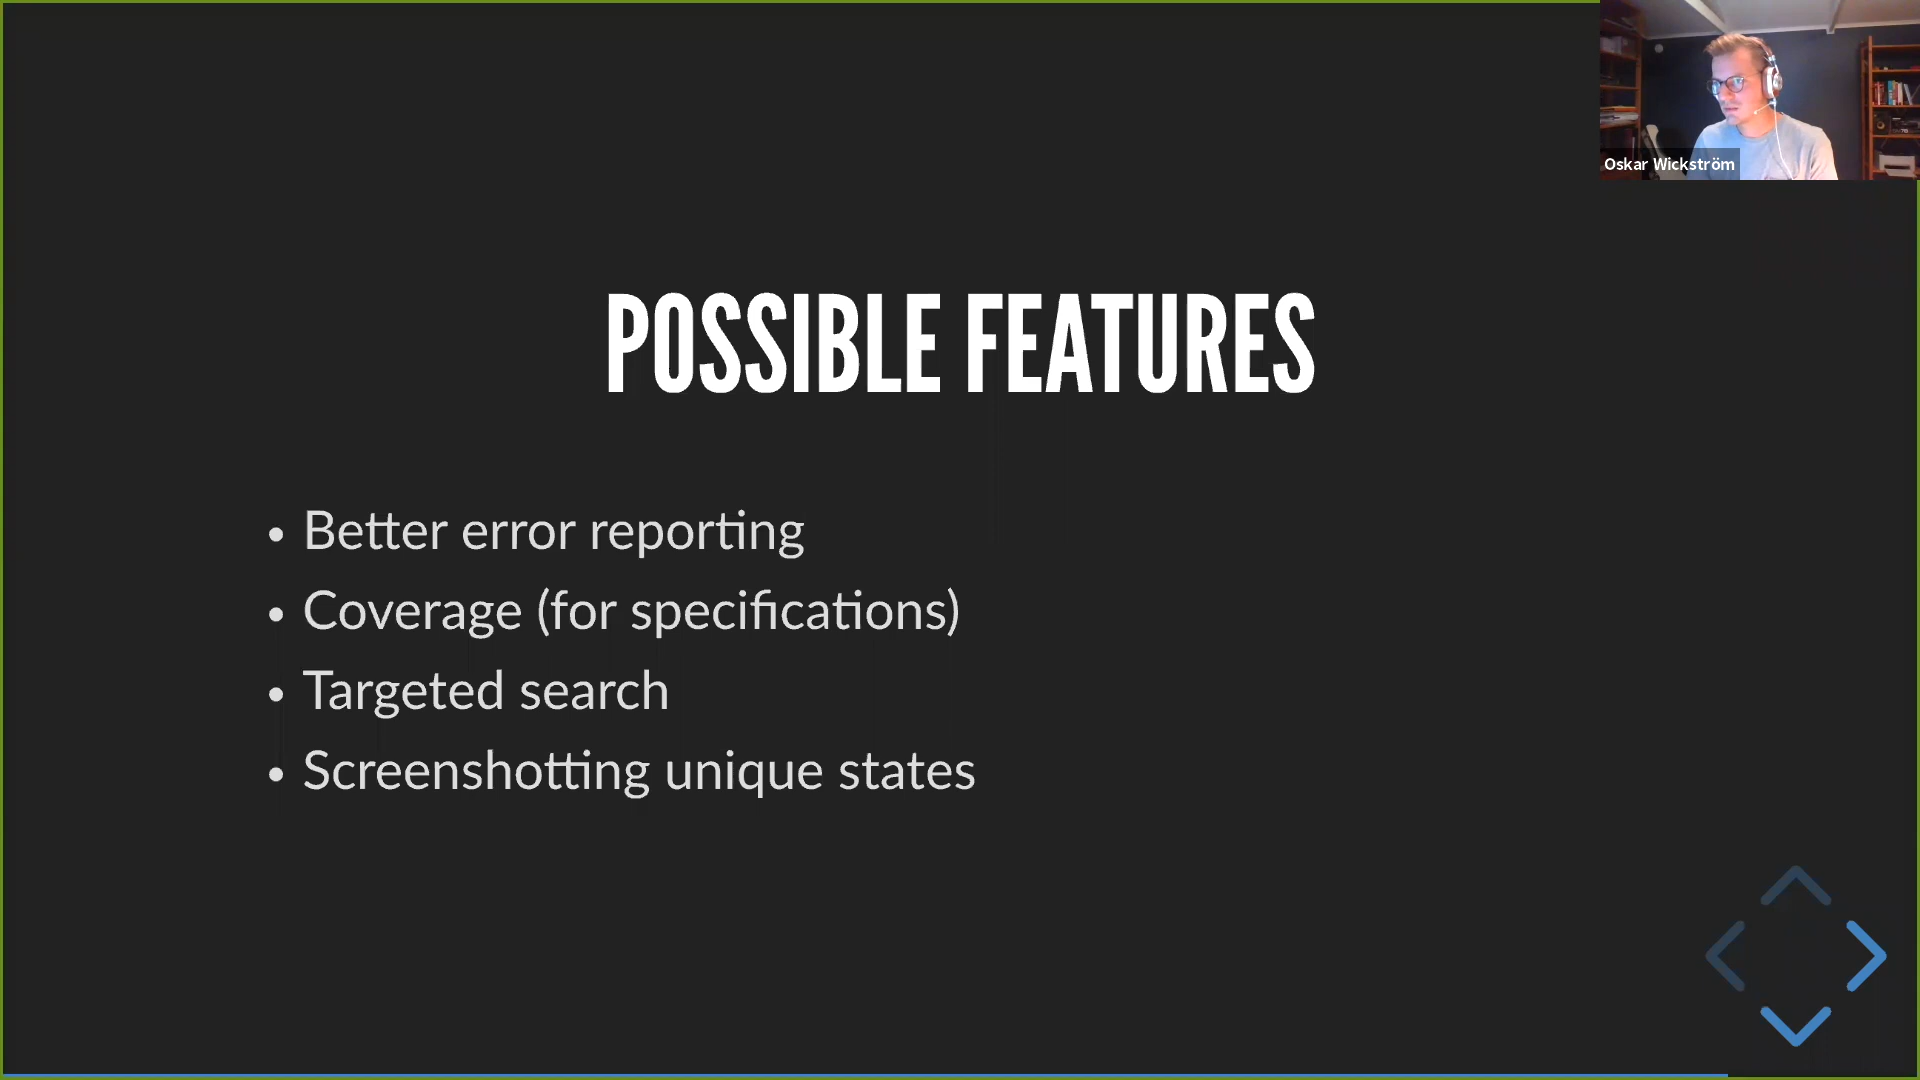 Oskar Wickström
POSSIBLE FEATURES
• Better error reporting
• Coverage (for specifications)
• Targeted search
• Screenshotting unique states